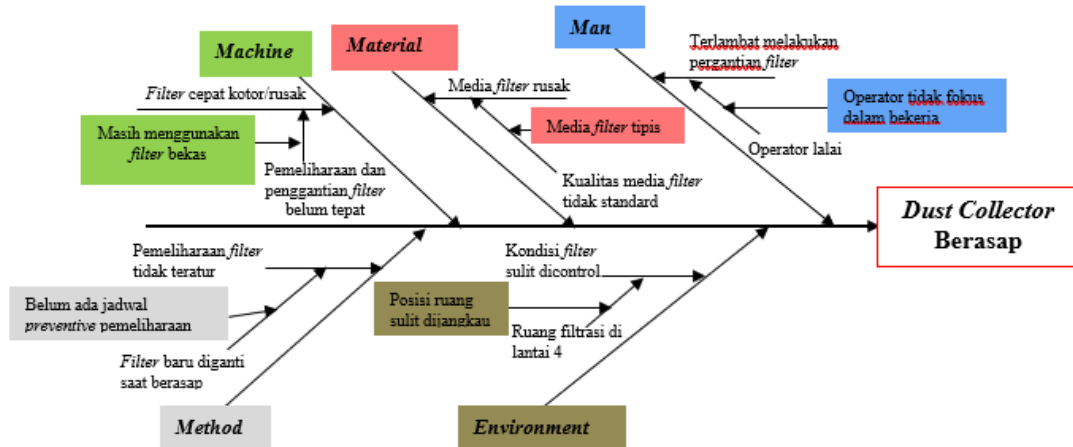 Machine
Material
Man
Filter cepat kotor/rusak
Masih menggunakan
filter bekas
Pemeliharaan dan
penggantian filter
belum tepat
Media filter rusak
Media filter tipis
Kualitas media filter
tidak standard
Terlambat melakukan
pergantian filter
Operator tidak fokus
dalam bekerja
Operator lalai
Dust Collector
Berasap
Pemeliharaan filter
tidak teratur
Belum ada jadwal
preventive pemeliharaan
Filter baru diganti
saat berasap
Kondisi filter
sulit dicontrol
Posisi ruang
sulit dijangkau
Ruang filtrasi di
lantai 4
Method
Environment